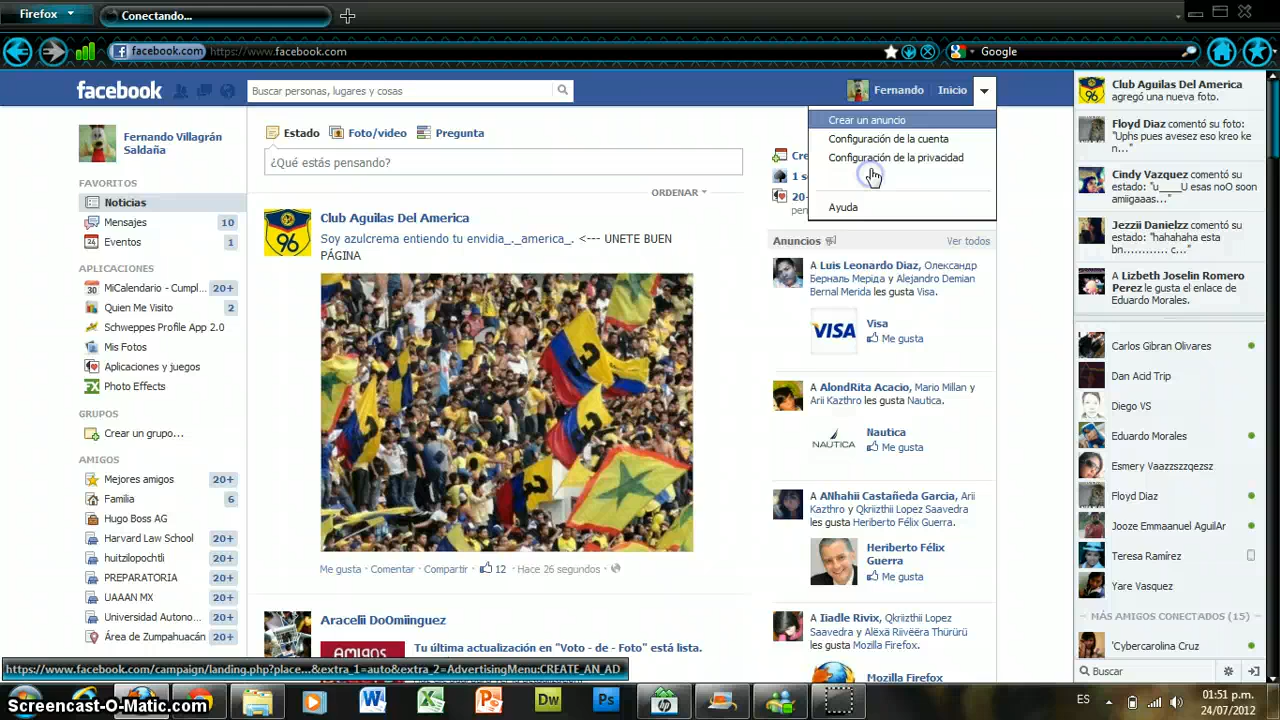 Firefox
Conectando...
facebook.com
https://www.facebook.com
Google
facebook
Buscar personas, lugares y cosas
Fernando
Inicio
Crear un anuncio
Configuración de la cuenta
Configuración de la privacidad
Ayuda
Fernando Villagrán
Saldaña
FAVORITOS
Noticias
Mensajes 10
Eventos 1
APLICACIONES
MiCalendario - Cumpl... 20+
Quien Me Visito 2
Schweppes Profile App 2.0
Mis Fotos
Aplicaciones y juegos
Photo Effects
GRUPOS
Crear un grupo...
AMIGOS
Mejores amigos 20+
Familia 6
Hugo Boss AG
Harvard Law School 20+
huitzilopochtli 20+
PREPARATORIA 20+
UAAAN MX 20+
Universidad Autono... 20+
Área de Zumpahuacán 20+
Estado
Foto/video
Pregunta
¿Qué estás pensando?
ORDENAR
Club Aguilas Del America
Soy azulcrema entiendo tu envidia_._america_. <--- UNETE BUEN
PÁGINA
Me gusta · Comentar · Compartir · 12 · Hace 26 segundos ·
Aracelii DoOmiinguez
Tu última actualización en "Voto - de - Foto" está lista.
AMIGOS
Cre
1 s
20+
pen
Anuncios
Ver todos
A Luis Leonardo Diaz, Олександр
Верналь Мерида y Alejandro Demian
Bernal Merida les gusta Visa.
VISA
Visa
Me gusta
A AlondRita Acacio, Mario Millan y
Arii Kazthro les gusta Nautica.
NAUTICA
Nautica
Me gusta
A ANhahii Castañeda Garcia, Arii
Kazthro y Qkriizthii Lopez Saavedra
les gusta Heriberto Félix Guerra.
Heriberto Félix
Guerra
Me gusta
A Iiadle Rivix, Qkriizthii Lopez
Saavedra y Alëxä Riivëëra Thürürü
les gusta Mozilla Firefox.
Mozilla Firefox
Club Aguilas Del America
agregó una nuova foto.
Floyd Diaz comentó su foto:
"Uphs puves avesez eso kreo ke
n..."
Cindy Vazquez comentó su
estado: "u____U esas noO soon
amiigaaas..."
Jezzii Danielzz comentó su
estado: "hahahaha esta
bn........... c..."
A Lizbeth Joselin Romero
Perez le gusta el enlace de
Eduardo Morales.
Carlos Gibran Olivares
Dan Acid Trip
Diego VS
Eduardo Morales
Esmery Vaazzszzqezsz
Floyd Diaz
Jooze Emmanuel AguilAr
Teresa Ramírez
Yare Vasquez
MÁS AMIGOS CONECTADOS (15)
'Cybercarolina Cruz
Buscar
https://www.facebook.com/campaign/landing.php?place...&extra_1=auto&extra_2=AdvertisingMenu:CREATE_AN_AD
Screencast-O-Matic.com
Dw
Ps
ES
01:51 p.m.
24/07/2012